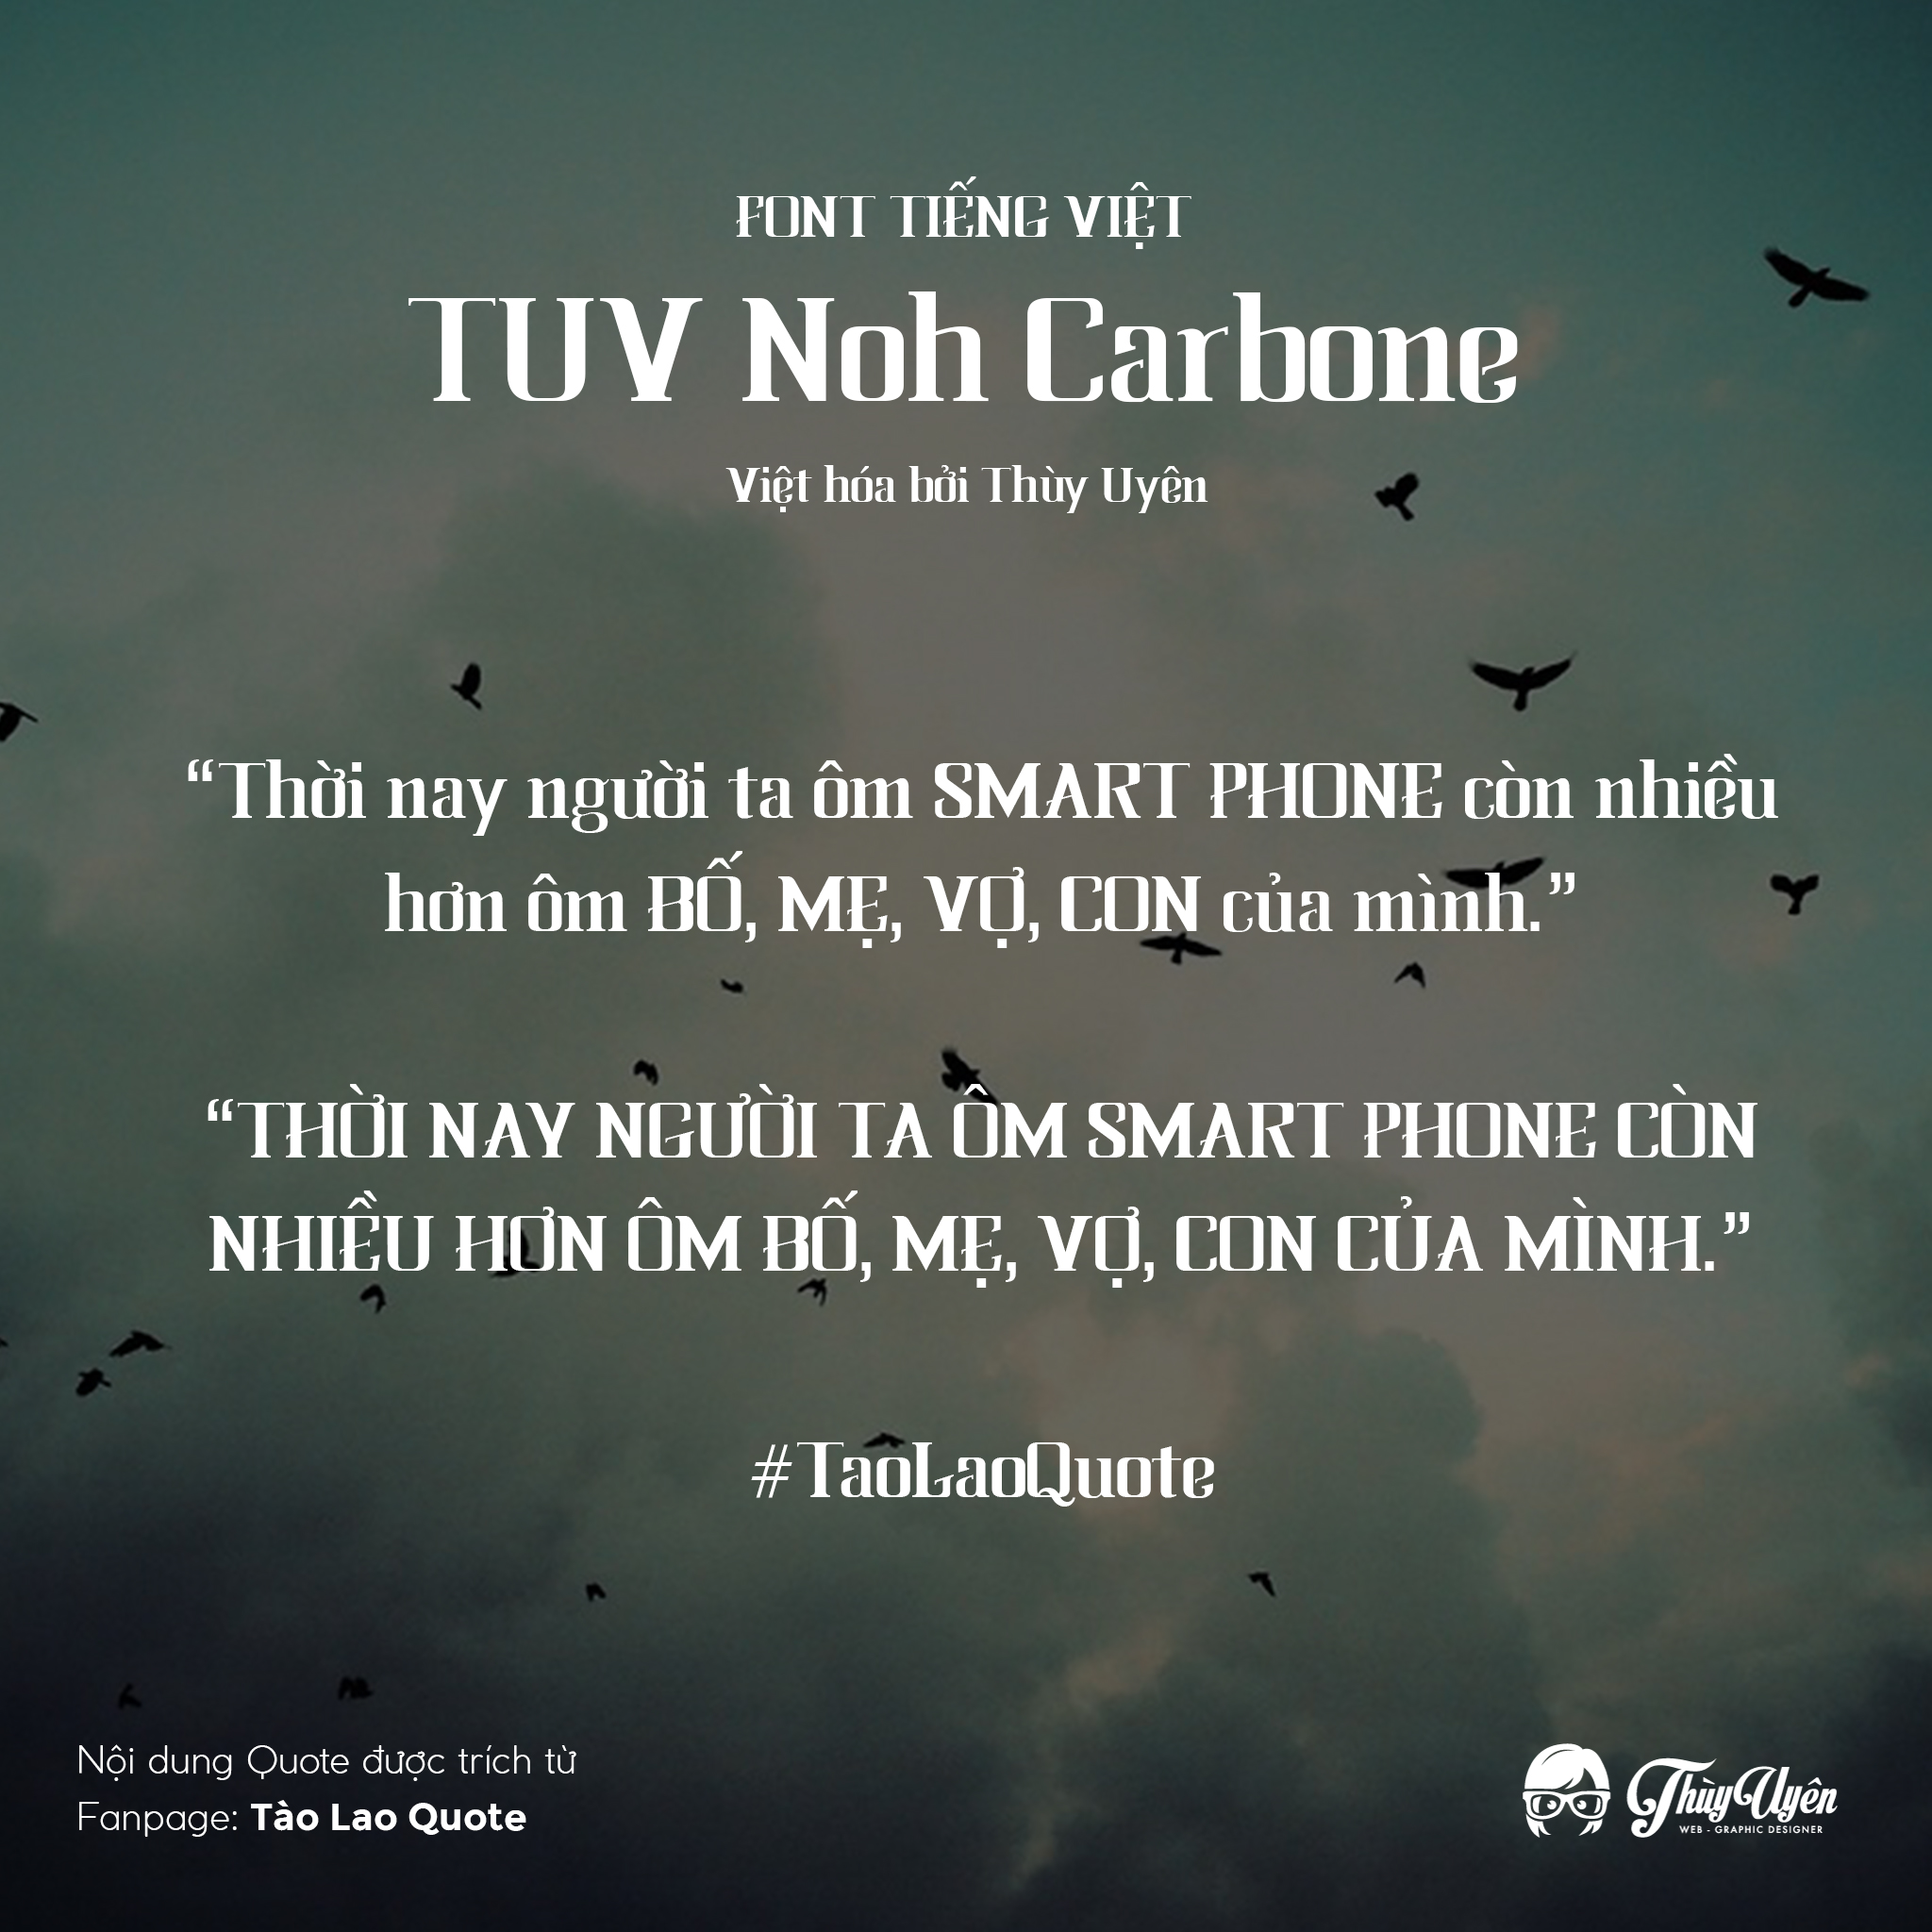 FONT TIẾNG VIỆT
TUV Noh Carbone
Việt hóa bởi Thùy Uyên
“Thời nay người ta ôm SMART PHONE còn nhiều
hơn ôm BỐ, MẸ, VỢ, CON của mình.”
“THỜI NAY NGƯỜI TA ÔM SMART PHONE CÒN
NHIỀU HƠN ÔM BỐ, MẸ, VỢ, CON CỦA MÌNH.”
#TaoLaoQuote
Nội dung Quote được trích từ
Fanpage: Tào Lao Quote
Thùy Uyên
WEB - GRAPHIC DESIGNER